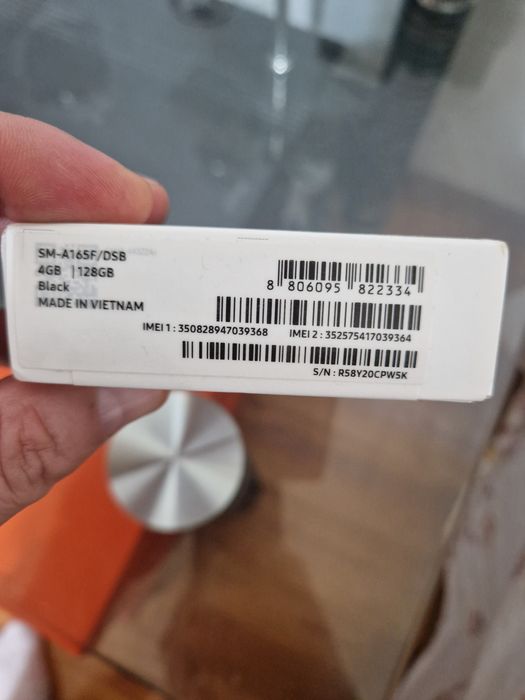 SM-A165F/DSB
4GB | 128GB
Black
MADE IN VIETNAM
8 806095 822334
IMEI 1 : 350828947039368 IMEI 2 : 352575417039364
S/N : R58Y20CPW5K